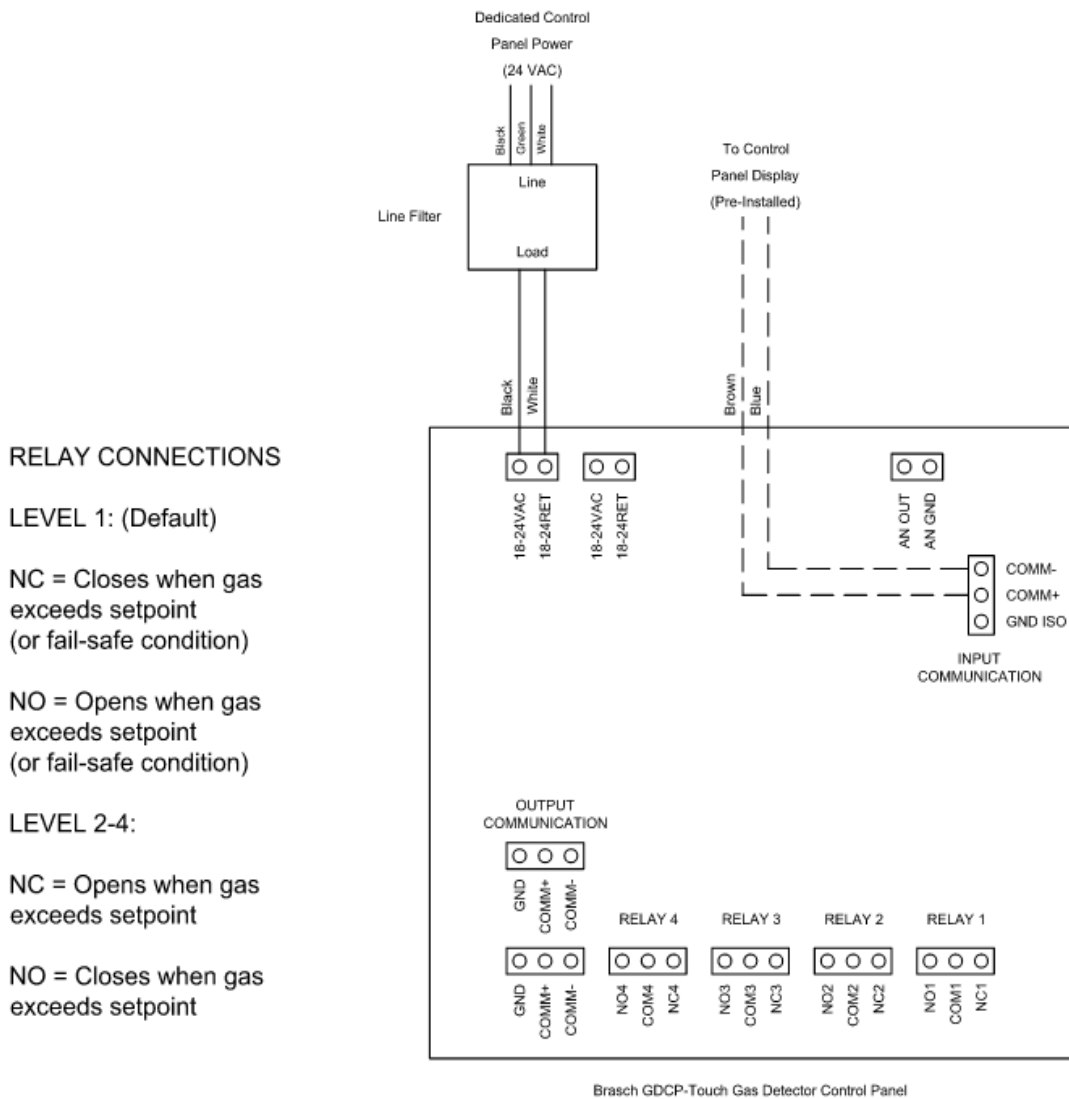 Dedicated Control
Panel Power
(24 VAC)
Black
Green
White
To Control
Panel Display
(Pre-Installed)
Line
Line Filter
Load
Black
White
Brown
Blue
RELAY CONNECTIONS
LEVEL 1: (Default)
NC = Closes when gas
exceeds setpoint
(or fail-safe condition)
NO = Opens when gas
exceeds setpoint
(or fail-safe condition)
LEVEL 2-4:
NC = Opens when gas
exceeds setpoint
NO = Closes when gas
exceeds setpoint
18-24VAC
18-24RET
18-24VAC
18-24RET
AN OUT
AN GND
COMM-
COMM+
GND ISO
INPUT
COMMUNICATION
OUTPUT
COMMUNICATION
GND
COMM+
COMM-
RELAY 4
RELAY 3
RELAY 2
RELAY 1
GND
COMM+
COMM-
NO4
COM4
NC4
NO3
COM3
NC3
NO2
COM2
NC2
NO1
COM1
NC1
Brasch GDCP-Touch Gas Detector Control Panel